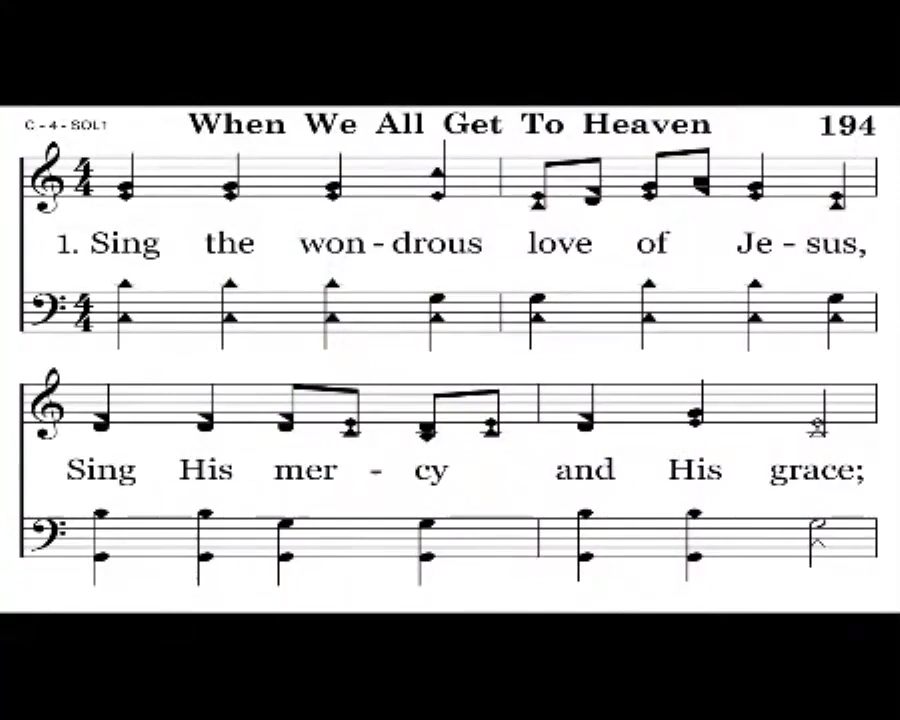 C - 4 - SOL↑ When We All Get To Heaven 194
1. Sing the won - drous love of Je - sus,
Sing His mer - cy and His grace;